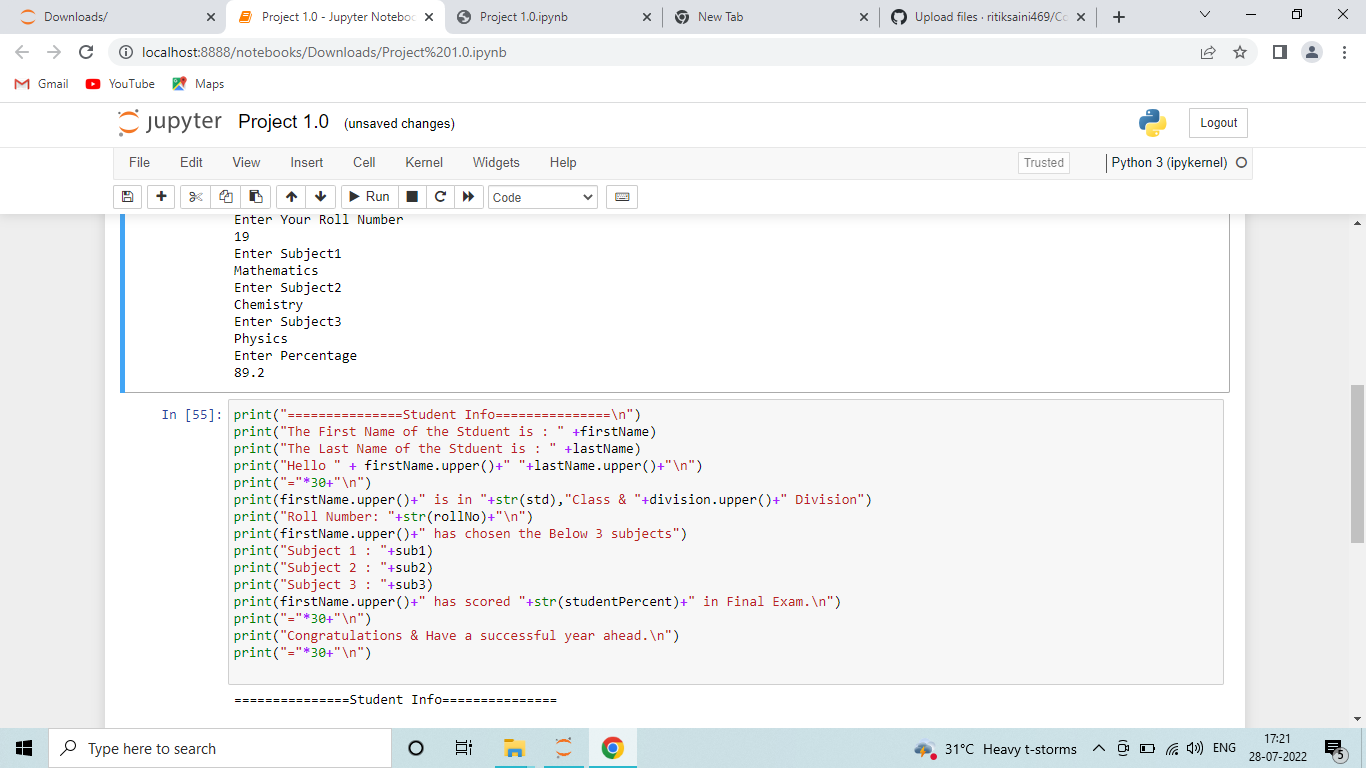 Downloads/
Project 1.0 - Jupyter Noteboo
Project 1.0.ipynb
New Tab
Upload files · ritiksaini469/Co
localhost:8888/notebooks/Downloads/Project%201.0.ipynb
Gmail
YouTube
Maps
jupyter Project 1.0 (unsaved changes)
Logout
File Edit View Insert Cell Kernel Widgets Help
Trusted
Python 3 (ipykernel)
Run
Code
Enter Your Roll Number
19
Enter Subject1
Mathematics
Enter Subject2
Chemistry
Enter Subject3
Physics
Enter Percentage
89.2
In [55]:
print("===============Student Info===============\n")
print("The First Name of the Stduent is : " +firstName)
print("The Last Name of the Stduent is : " +lastName)
print("Hello " + firstName.upper()+" "+lastName.upper()+"\n")
print("="*30+"\n")
print(firstName.upper()+" is in "+str(std),"Class & "+division.upper()+" Division")
print("Roll Number: "+str(rollNo)+"\n")
print(firstName.upper()+" has chosen the Below 3 subjects")
print("Subject 1 : "+sub1)
print("Subject 2 : "+sub2)
print("Subject 3 : "+sub3)
print(firstName.upper()+" has scored "+str(studentPercent)+" in Final Exam.\n")
print("="*30+"\n")
print("Congratulations & Have a successful year ahead.\n")
print("="*30+"\n")
===============Student Info===============
Type here to search
31°C Heavy t-storms
ENG
17:21
28-07-2022
5